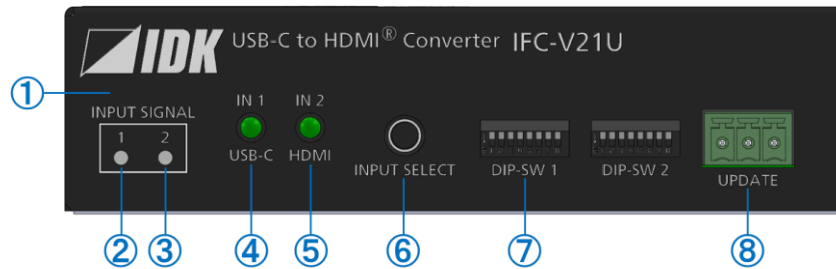 IDK USB-C to HDMI® Converter IFC-V21U
①
INPUT SIGNAL
1 2
IN 1 IN 2
USB-C HDMI
INPUT SELECT
DIP-SW 1
DIP-SW 2
UPDATE
② ③ ④ ⑤ ⑥ ⑦ ⑧